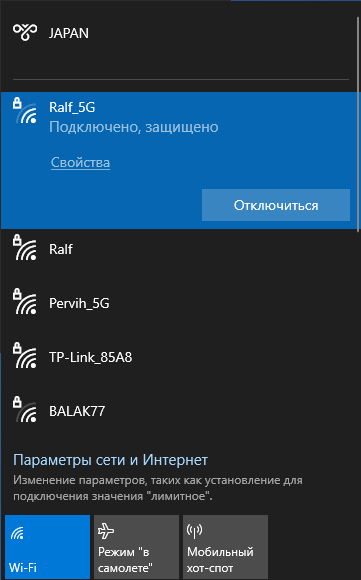 JAPAN
Ralf_5G
Подключено, защищено
Свойства
Отключиться
Ralf
Pervih_5G
TP-Link_85A8
BALAK77
Параметры сети и Интернет
Изменение параметров, таких как установление для
подключения значения "лимитное".
Wi-Fi
Режим "в
самолете"
Мобильный
хот-спот